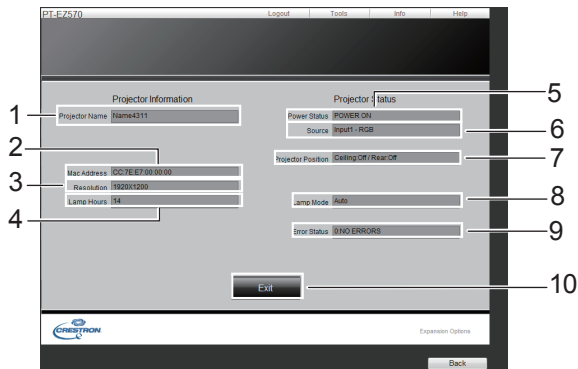 PT-EZ570
Logout Tools Info Help
Projector Information
Projector Status
1 Projector Name Name4311
2
Mac Address CC:7E:E7:00:00:00
3 Resolution 1920X1200
Lamp Hours 14
4
5
Power Status POWER ON
Source Input1 - RGB 6
Projector Position Ceiling:Off / Rear:Off 7
Lamp Mode Auto 8
Error Status 0:NO ERRORS 9
Exit 10
CRESTRON
Expansion Options
Back